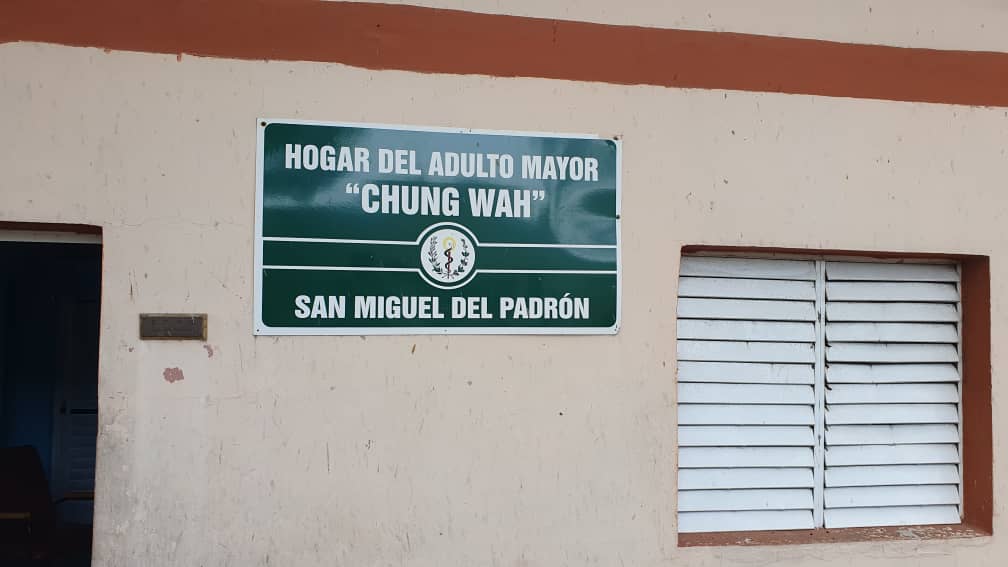 HOGAR DEL ADULTO MAYOR
“CHUNG WAH”
SAN MIGUEL DEL PADRÓN